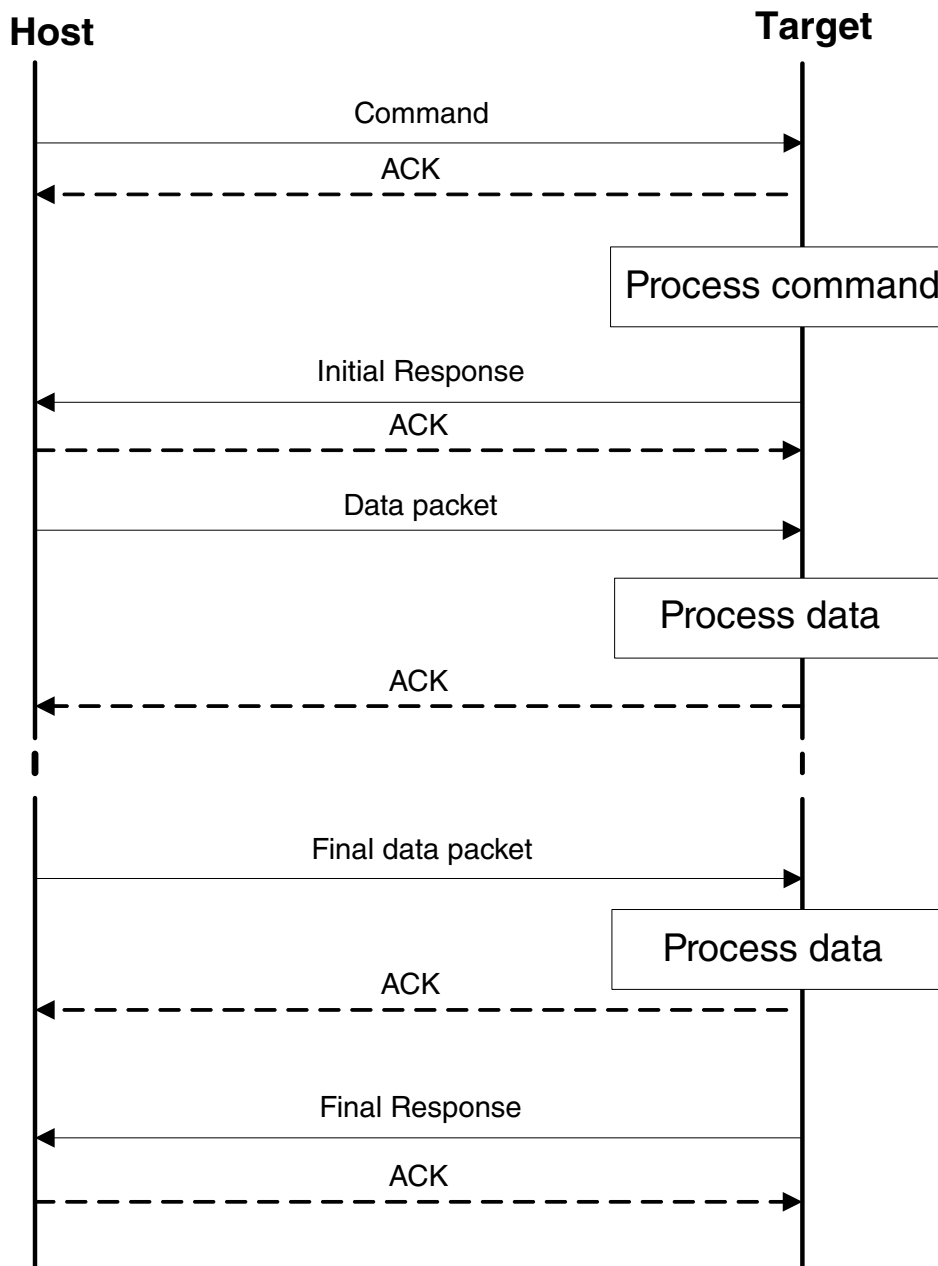 Host
Target
Command
ACK
Process command
Initial Response
ACK
Data packet
Process data
ACK
Final data packet
Process data
ACK
Final Response
ACK